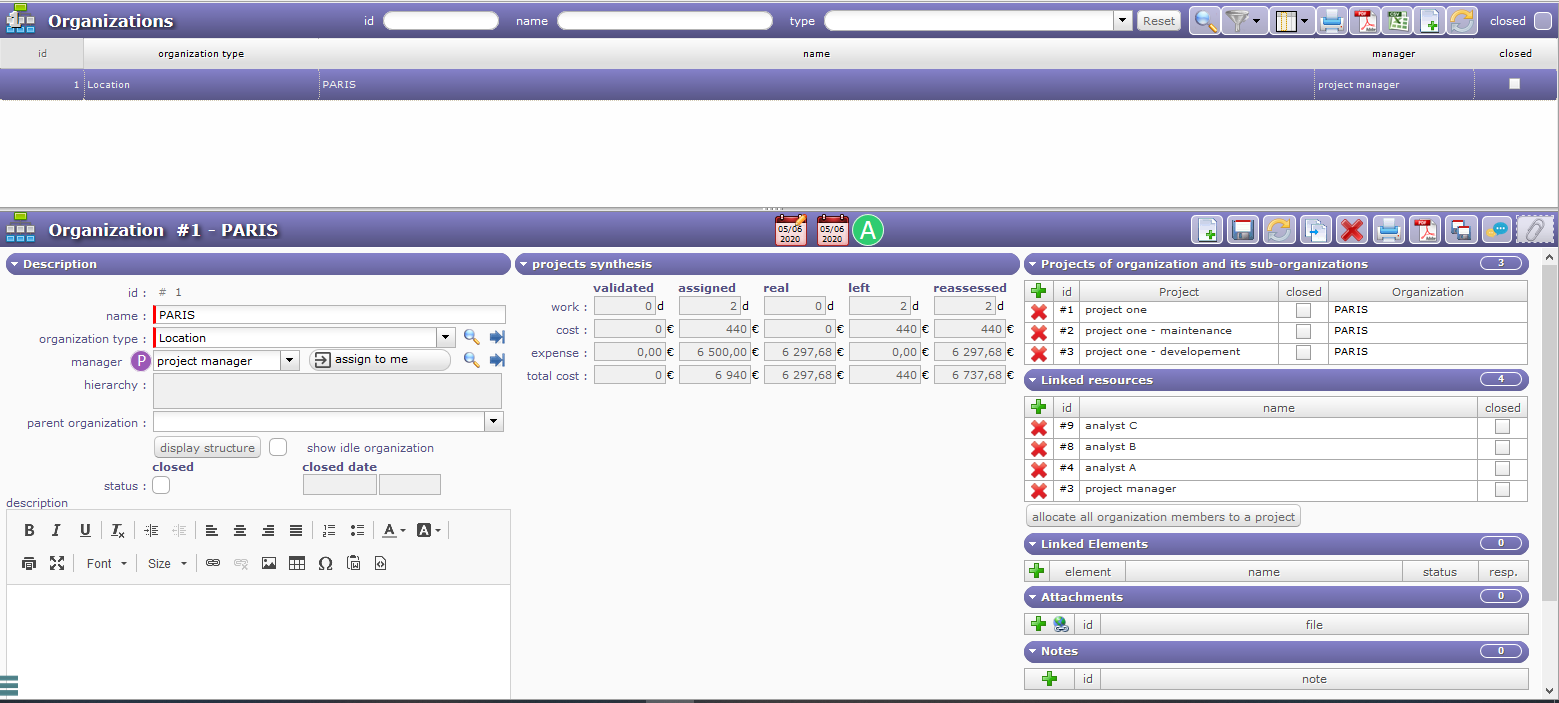 Organizations id name type Reset closed
id organization type name manager closed
1 Location PARIS project manager
Organization #1 - PARIS 05/06 2020 05/06 2020 A
Description
id : # 1
name : PARIS
organization type : Location
manager P project manager assign to me
hierarchy :
parent organization :
display structure show idle organization
closed closed date
status :
description
B I U Ix A A
Font Size Ω
projects synthesis
validated assigned real left reassessed
work : 0 d 2 d 0 d 2 d 2 d
cost : 0 € 440 € 0 € 440 € 440 €
expense : 0,00 € 6 500,00 € 6 297,68 € 0,00 € 6 297,68 €
total cost : 0 € 6 940 € 6 297,68 € 440 € 6 737,68 €
Projects of organization and its sub-organizations 3
id Project closed Organization
#1 project one PARIS
#2 project one - maintenance PARIS
#3 project one - developement PARIS
Linked resources 4
id name closed
#9 analyst C
#8 analyst B
#4 analyst A
#3 project manager
allocate all organization members to a project
Linked Elements 0
element name status resp.
Attachments 0
id file
Notes 0
id note